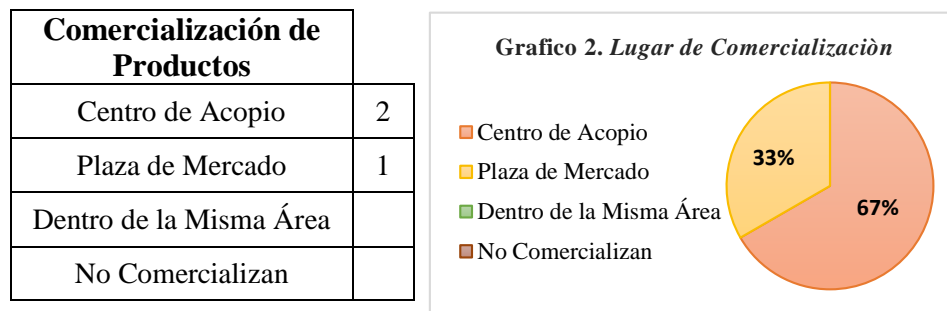 Comercialización de
Productos
Centro de Acopio 2
Plaza de Mercado 1
Dentro de la Misma Área
No Comercializan
Grafico 2. Lugar de Comercializaciòn
Centro de Acopio
Plaza de Mercado
Dentro de la Misma Área
No Comercializan
33%
67%